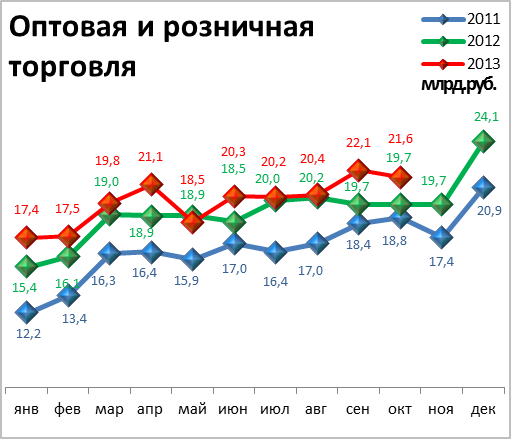 Оптовая и розничная
торговля
2011
2012
2013
млрд.руб.
24,1
22,1 21,6
21,1
20,3 20,2 20,4
19,8 19,7
19,0 18,5 18,5 20,0 20,2 19,7 19,7
18,9 18,9
17,4 17,5 20,9
18,4 18,8
17,0 17,0 17,4
15,4 16,1 16,3 16,4 15,9 16,4
12,2 13,4
янв фев мар апр май июн июл авг сен окт ноя дек